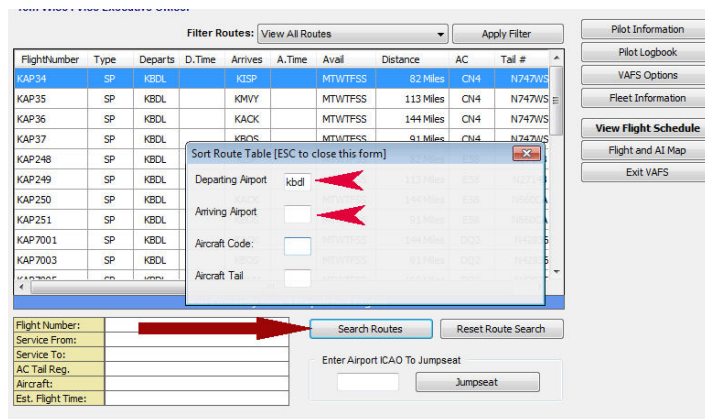 Filter Routes: View All Routes Apply Filter
Pilot Information
Pilot Logbook
VAFS Options
Fleet Information
View Flight Schedule
Flight and AI Map
Exit VAFS
FlightNumber Type Departs D.Time Arrives A.Time Avail Distance AC Tail #
KAP34 SP KBDL KISP MTWTFSS 82 Miles CN4 N747WS
KAP35 SP KBDL KMVY MTWTFSS 113 Miles CN4 N747WS
KAP36 SP KBDL KACK MTWTFSS 144 Miles CN4 N747WS
KAP37 SP KBDL KBOS MTWTFSS 91 Miles CN4 N747WS
KAP248 SP KBDL
KAP249 SP KBDL
KAP250 SP KBDL
KAP251 SP KBDL
KAP7001 SP KBDL
KAP7003 SP KBDL
Sort Route Table [ESC to close this form]
Departing Airport kbdl
Arriving Airport
Aircraft Code:
Aircraft Tail
Search Routes Reset Route Search
Flight Number:
Service From:
Service To:
AC Tail Reg.
Aircraft:
Est. Flight Time:
Enter Airport ICAO To Jumpseat
Jumpseat